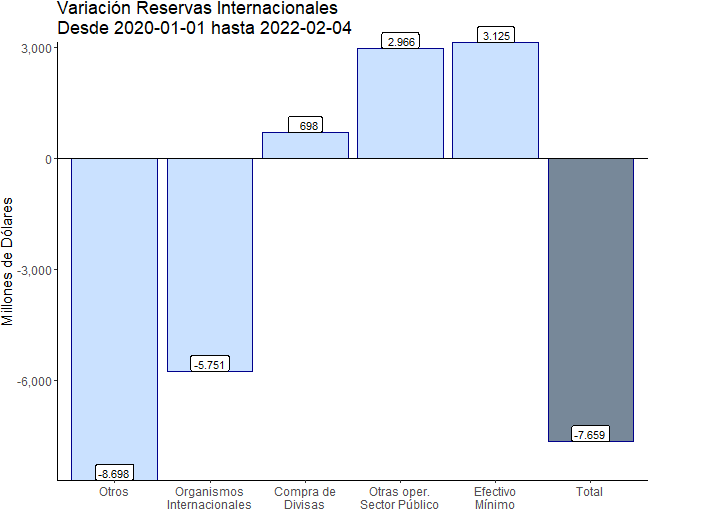 Variación Reservas Internacionales
Desde 2020-01-01 hasta 2022-02-04
Millones de Dólares
3,000
0
-3,000
-6,000
-8.698
-5.751
698
2.966
3.125
-7.659
Otros
Organismos
Internacionales
Compra de
Divisas
Otras oper.
Sector Público
Efectivo
Mínimo
Total